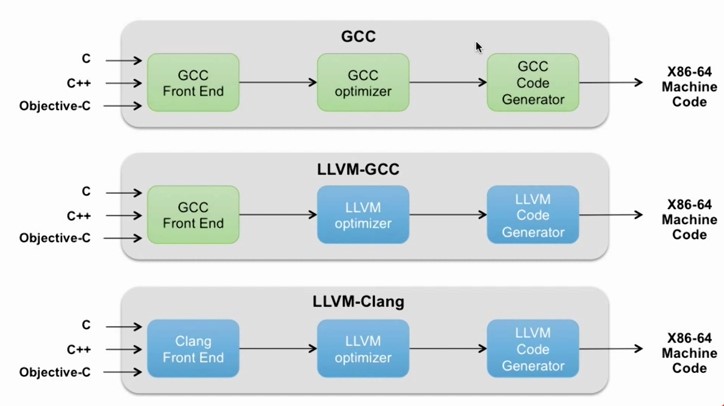 GCC
C
C++
Objective-C
GCC
Front End
GCC
optimizer
GCC
Code
Generator
X86-64
Machine
Code
LLVM-GCC
C
C++
Objective-C
GCC
Front End
LLVM
optimizer
LLVM
Code
Generator
X86-64
Machine
Code
LLVM-Clang
C
C++
Objective-C
Clang
Front End
LLVM
optimizer
LLVM
Code
Generator
X86-64
Machine
Code